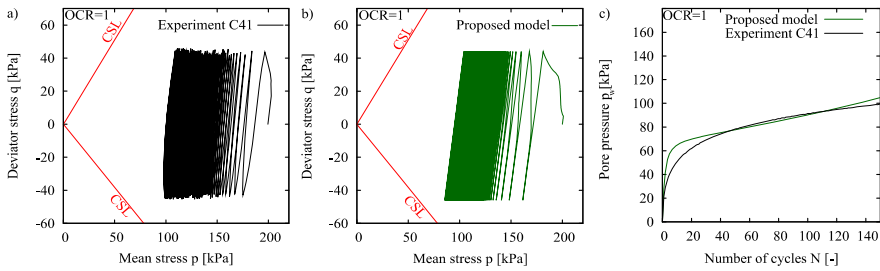 a)
OCR=1
Experiment C41
CSL
CSL
Deviator stress q [kPa]
60
40
20
0
-20
-40
-60
0
50
100
150
200
Mean stress p [kPa]
b)
OCR=1
Proposed model
CSL
CSL
Deviator stress q [kPa]
60
40
20
0
-20
-40
-60
0
50
100
150
200
Mean stress p [kPa]
c)
OCR=1
Proposed model
Experiment C41
Pore pressure pw[kPa]
160
140
120
100
80
60
40
20
0
0
20
40
60
80
100
120
140
Number of cycles N [-]